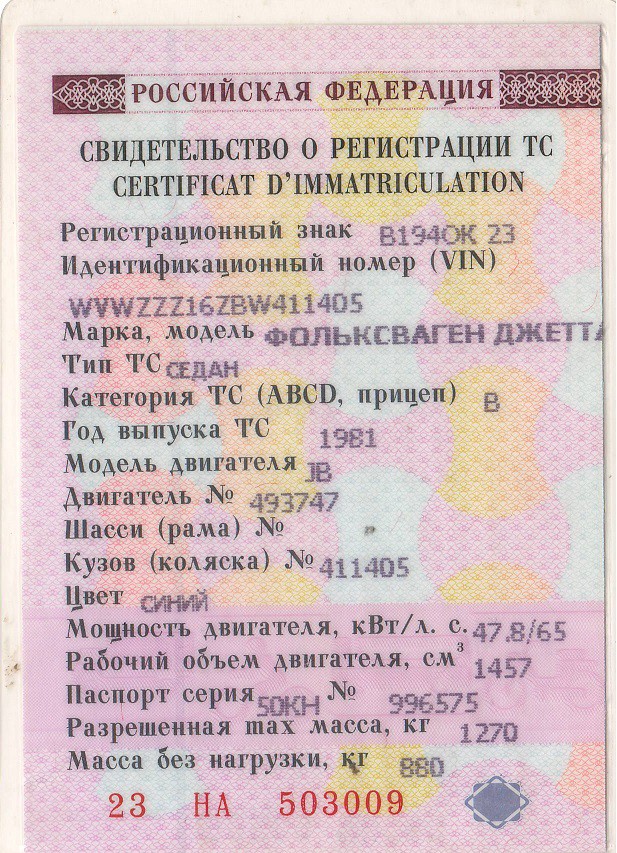 РОССИЙСКАЯ ФЕДЕРАЦИЯ
СВИДЕТЕЛЬСТВО О РЕГИСТРАЦИИ ТС
CERTIFICAT D'IMMATRICULATION
Регистрационный знак В194ОК 23
Идентификационный номер (VIN)
WVWZZZ16ZBW411405
Марка, модель ФОЛЬКСВАГЕН ДЖЕТТА
Тип ТС СЕДАН
Категория ТС (ABCD, прицеп) В
Год выпуска ТС 1981
Модель двигателя JB
Двигатель № 493747
Шасси (рама) №
Кузов (коляска) № 411405
Цвет СИНИЙ
Мощность двигателя, кВт/л. с. 47.8/65
Рабочий объем двигателя, см³ 1457
Паспорт серия 50КН № 996575
Разрешенная max масса, кг 1270
Масса без нагрузки, кг 880
23 НА 503009